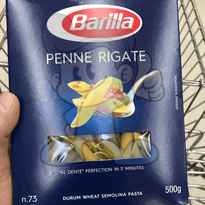 Barilla
PENNE RIGATE
"AL DENTE" PERFECTION IN 11 MINUTES
n.73
DURUM WHEAT SEMOLINA PASTA
500g